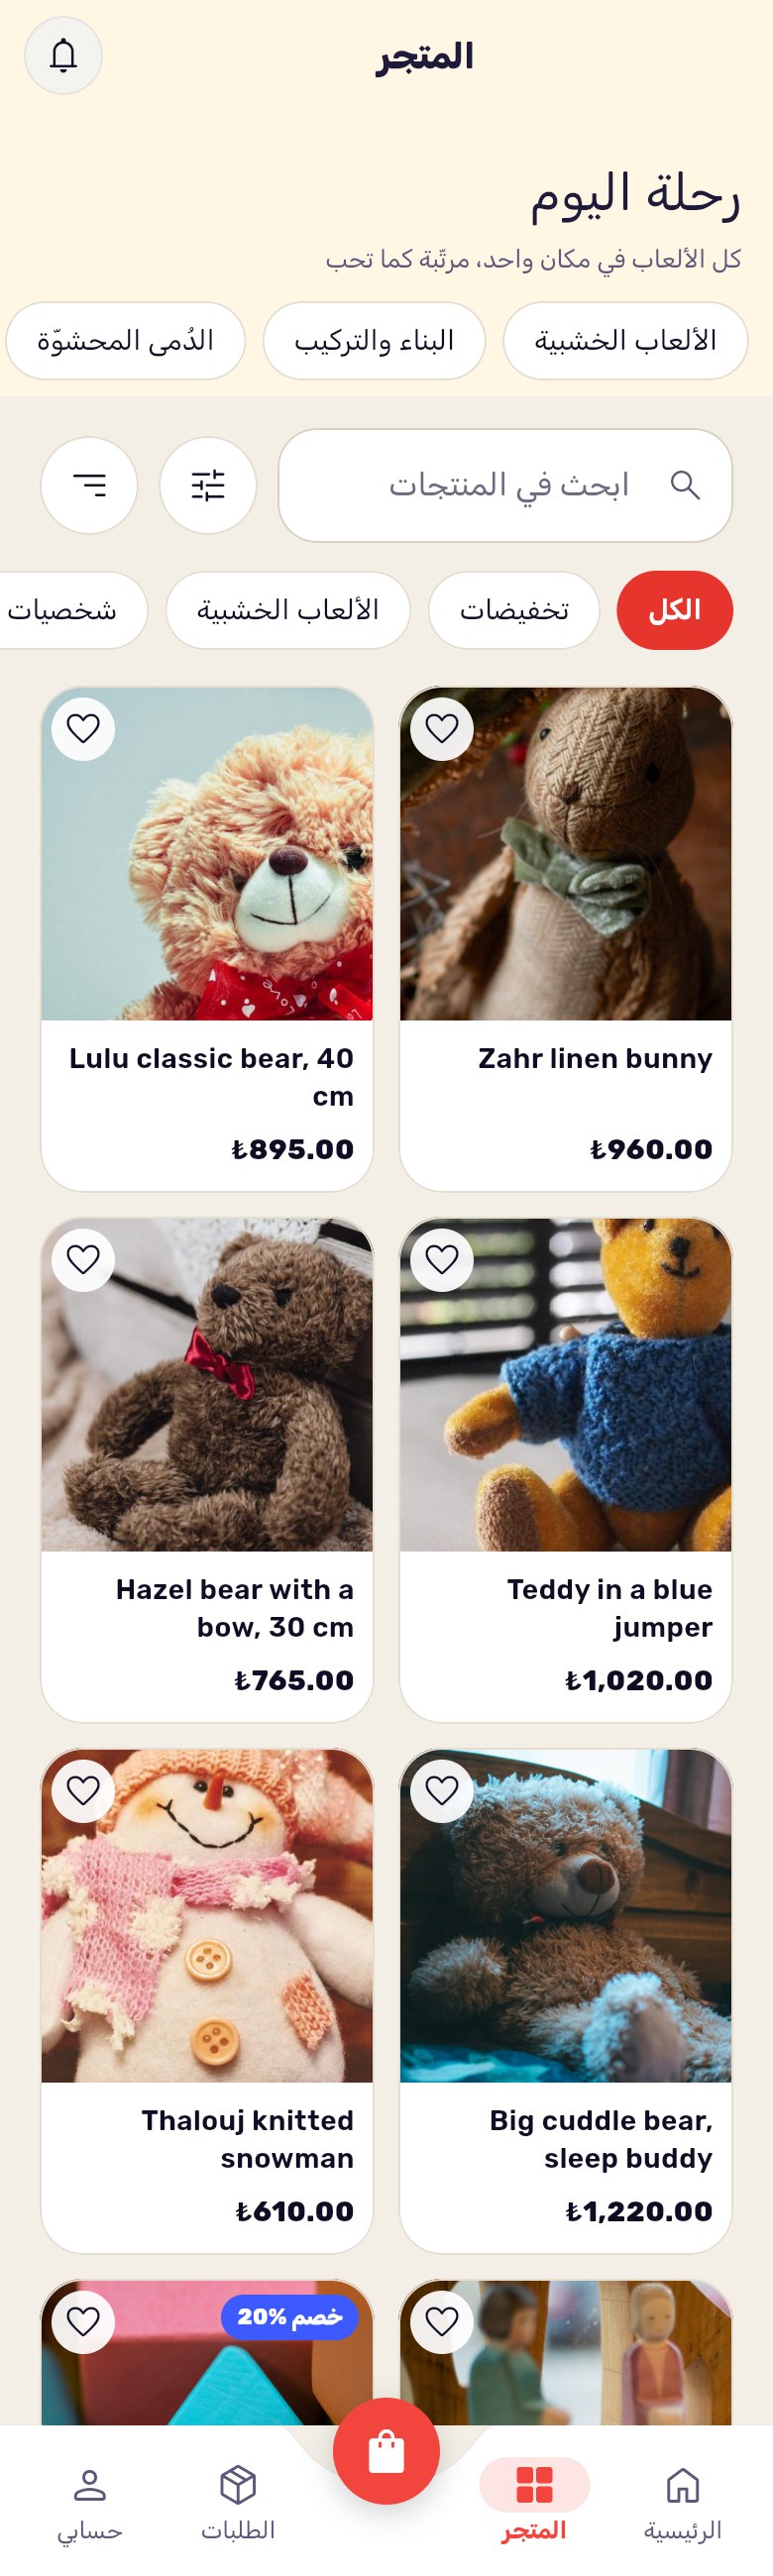 المتجر
رحلة اليوم
كل الألعاب في مكان واحد، مرتّبة كما تحب
الألعاب الخشبية
البناء والتركيب
الدُمى المحشوّة
ابحث في المنتجات
الكل
تخفيضات
الألعاب الخشبية
شخصيات
Zahr linen bunny
₺960.00
Lulu classic bear, 40
cm
₺895.00
Teddy in a blue
jumper
₺1,020.00
Hazel bear with a
bow, 30 cm
₺765.00
Big cuddle bear,
sleep buddy
₺1,220.00
Thalouj knitted
snowman
₺610.00
خصم 20%
الرئيسية
المتجر
الطلبات
حسابي